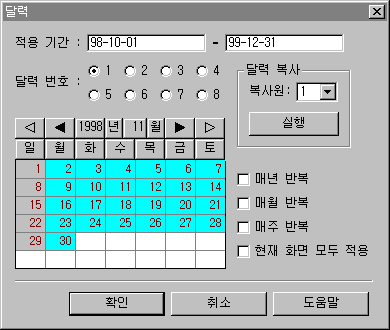 달력
적용 기간 : 98-10-01 - 99-12-31
달력 번호 : 1 2 3 4
5 6 7 8
달력 복사
복사원: 1
실행
1998 년 11 월
일 월 화 수 목 금 토
1 2 3 4 5 6 7
8 9 10 11 12 13 14
15 16 17 18 19 20 21
22 23 24 25 26 27 28
29 30
매년 반복
매월 반복
매주 반복
현재 화면 모두 적용
확인 취소 도움말